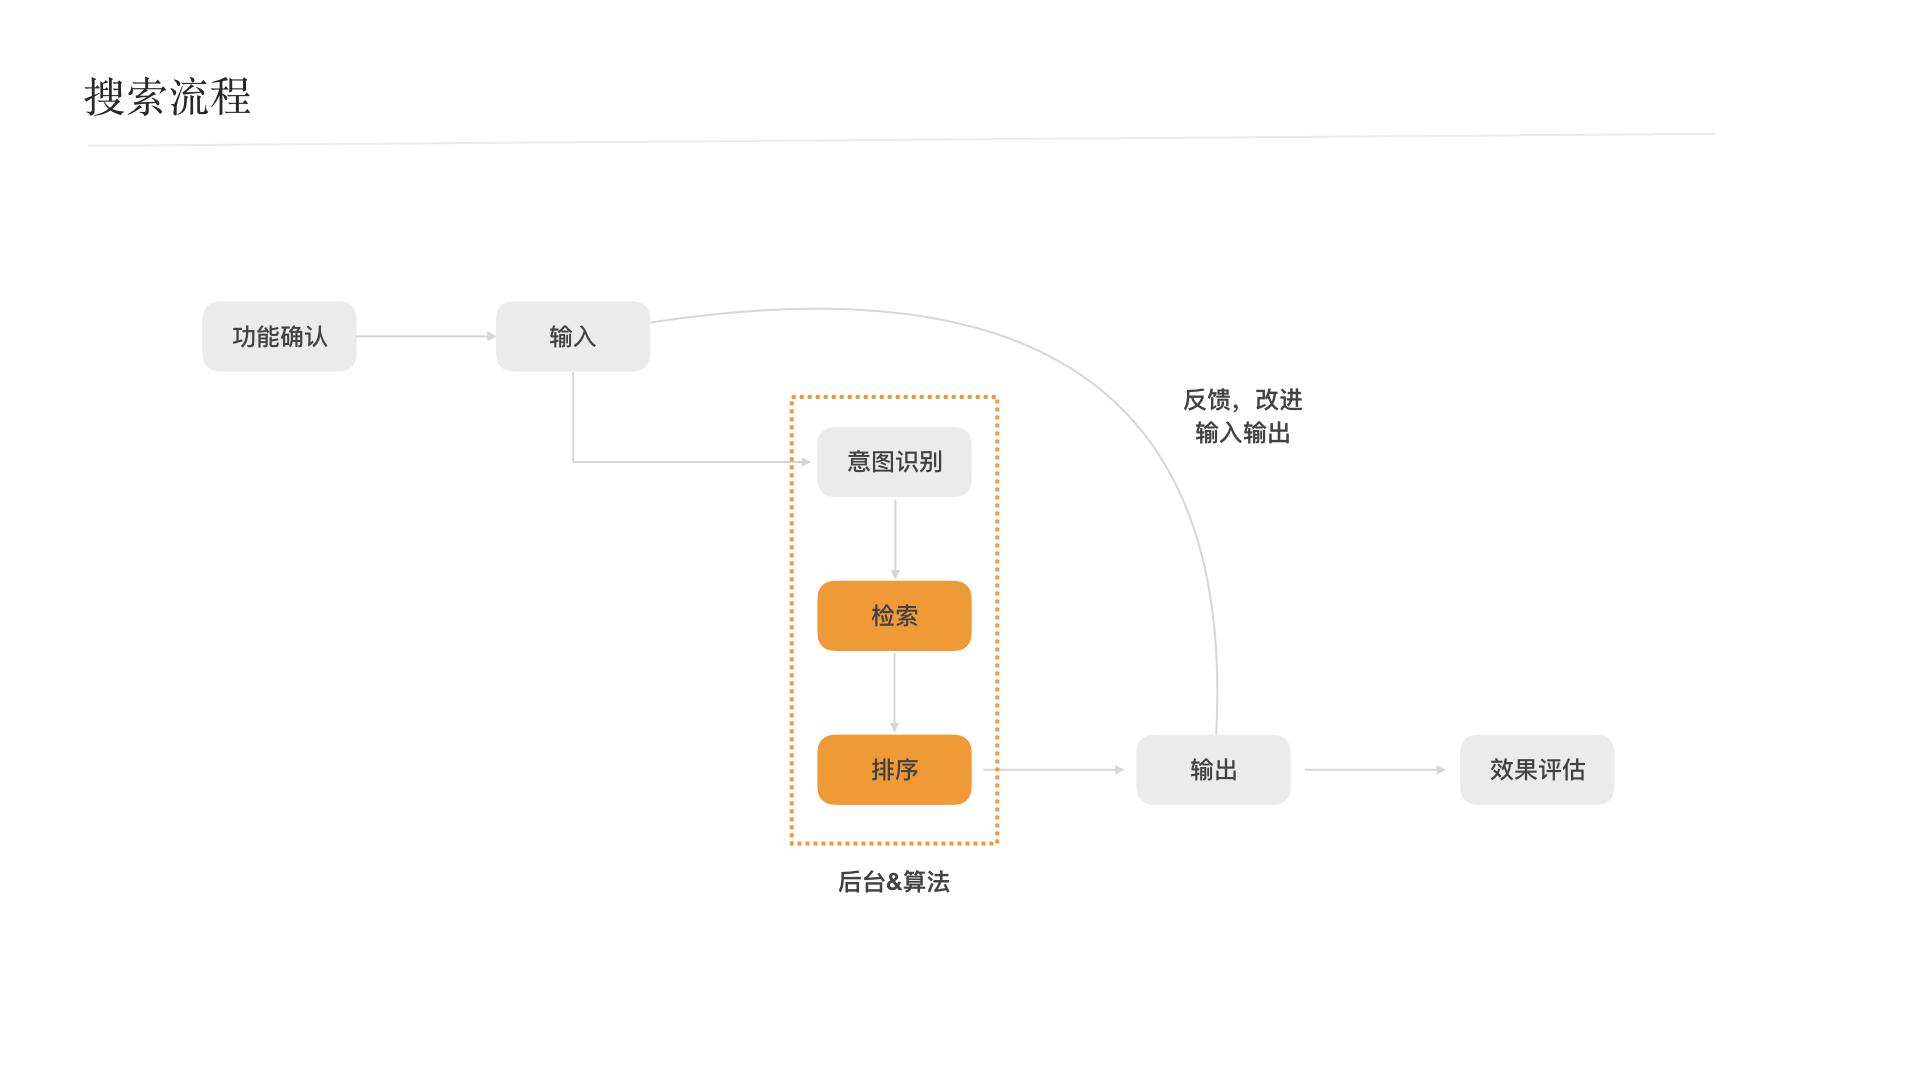 搜索流程
功能确认
输入
反馈，改进
输入输出
意图识别
检索
排序
输出
效果评估
后台&算法